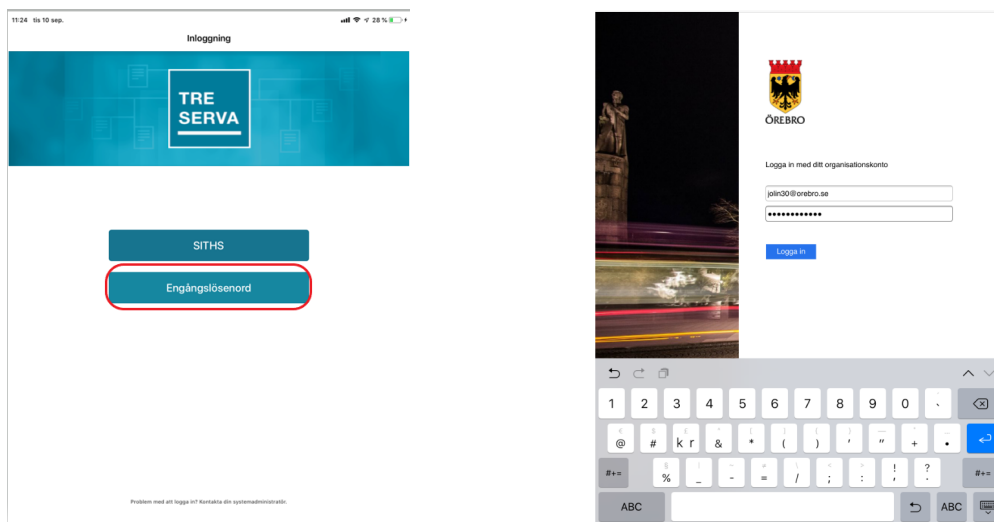 11:24 tis 10 sep.
28 %
Inloggning
TRE
SERVA
SITHS
Engångslösenord
Problem med att logga in? Kontakta din systemadministratör.
ÖREBRO
Logga in med ditt organisationskonto
jolin30@orebro.se
••••••••••••
Logga in
1 2 3 4 5 6 7 8 9 0 `
@ # kr & * ( ) ' " + •
#+= % _ - = / ; : ! ? #+=
ABC ABC